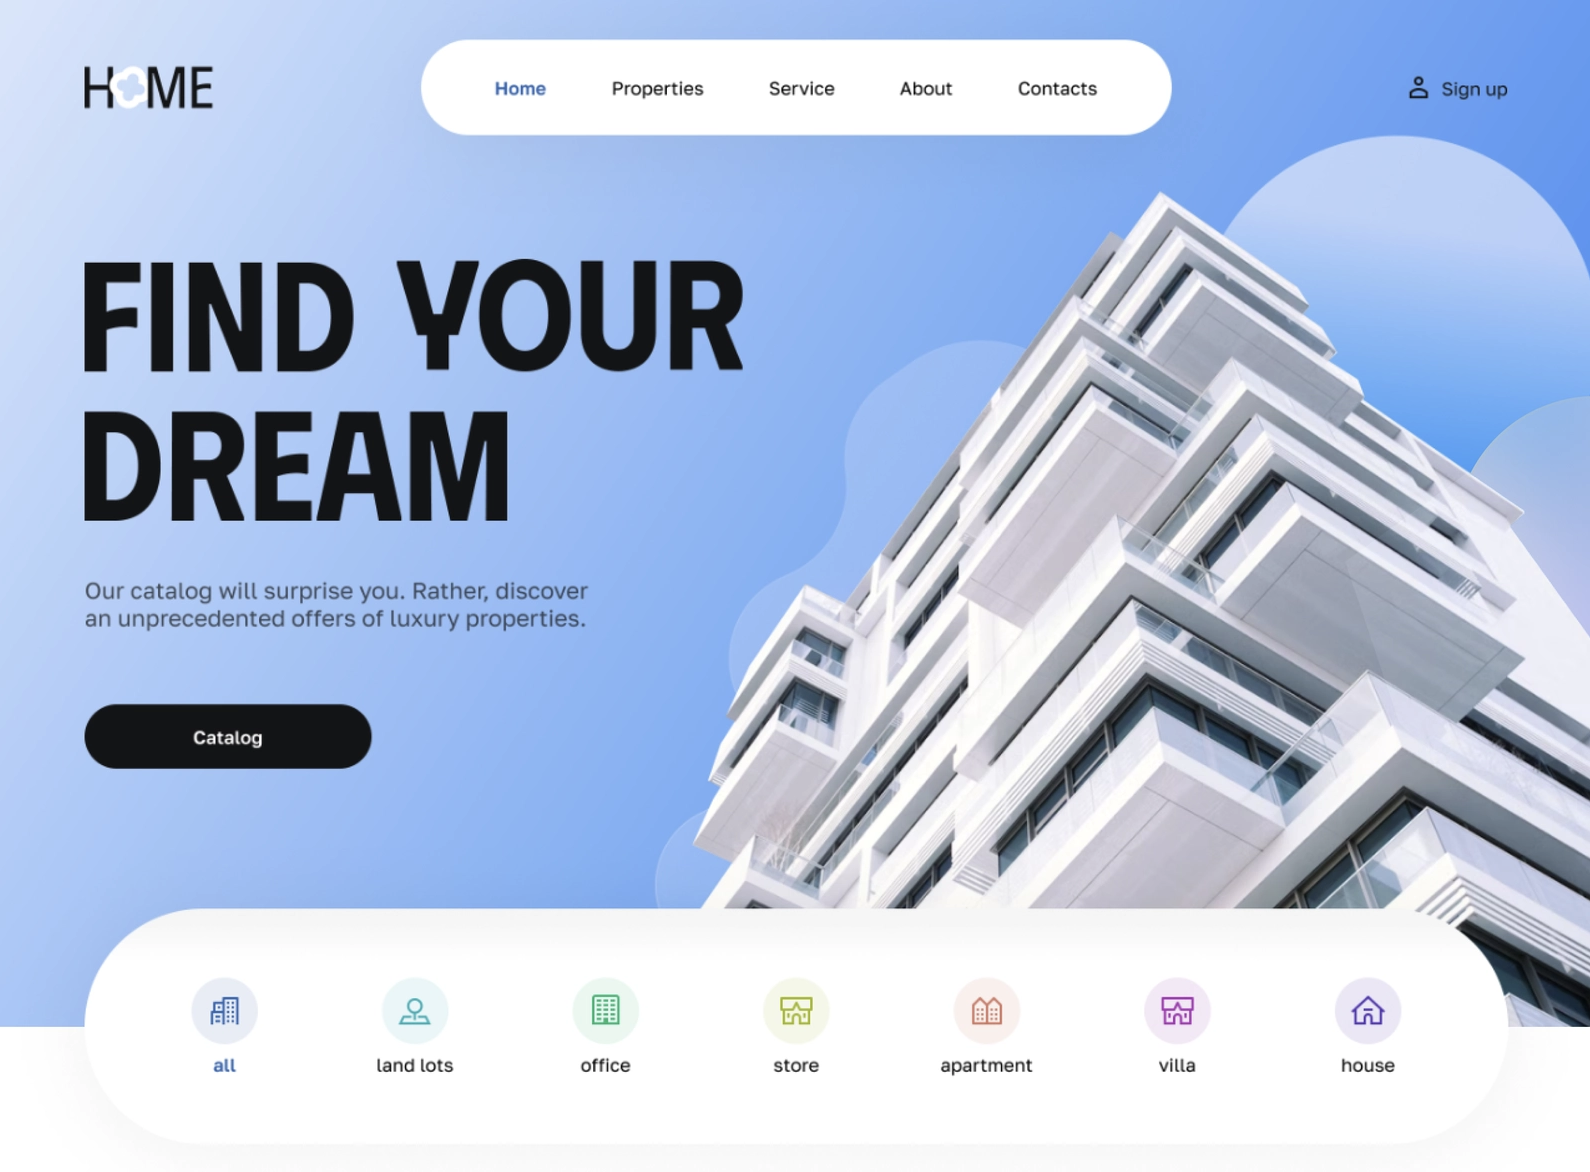 HOME
Home Properties Service About Contacts
Sign up
FIND YOUR
DREAM
Our catalog will surprise you. Rather, discover
an unprecedented offers of luxury properties.
Catalog
all land lots office store apartment villa house